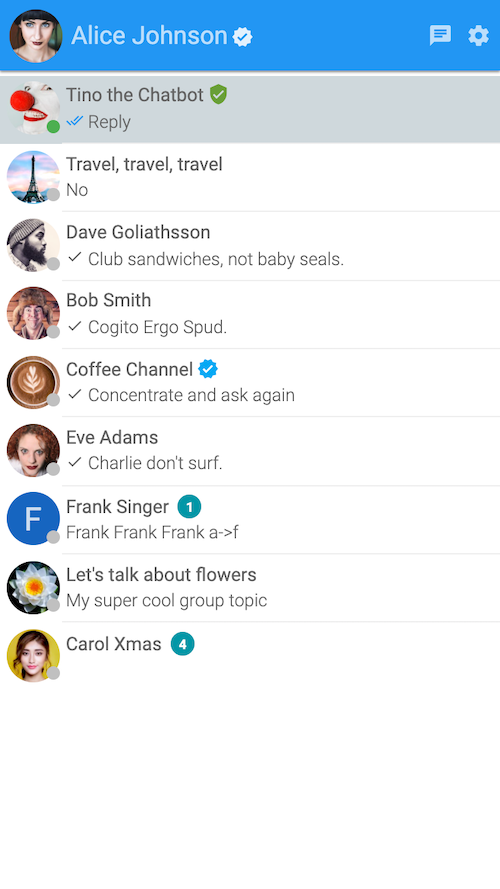 Alice Johnson
Tino the Chatbot
Reply
Travel, travel, travel
No
Dave Goliathsson
Club sandwiches, not baby seals.
Bob Smith
Cogito Ergo Spud.
Coffee Channel
Concentrate and ask again
Eve Adams
Charlie don't surf.
F
Frank Singer 1
Frank Frank Frank a->f
Let's talk about flowers
My super cool group topic
Carol Xmas 4